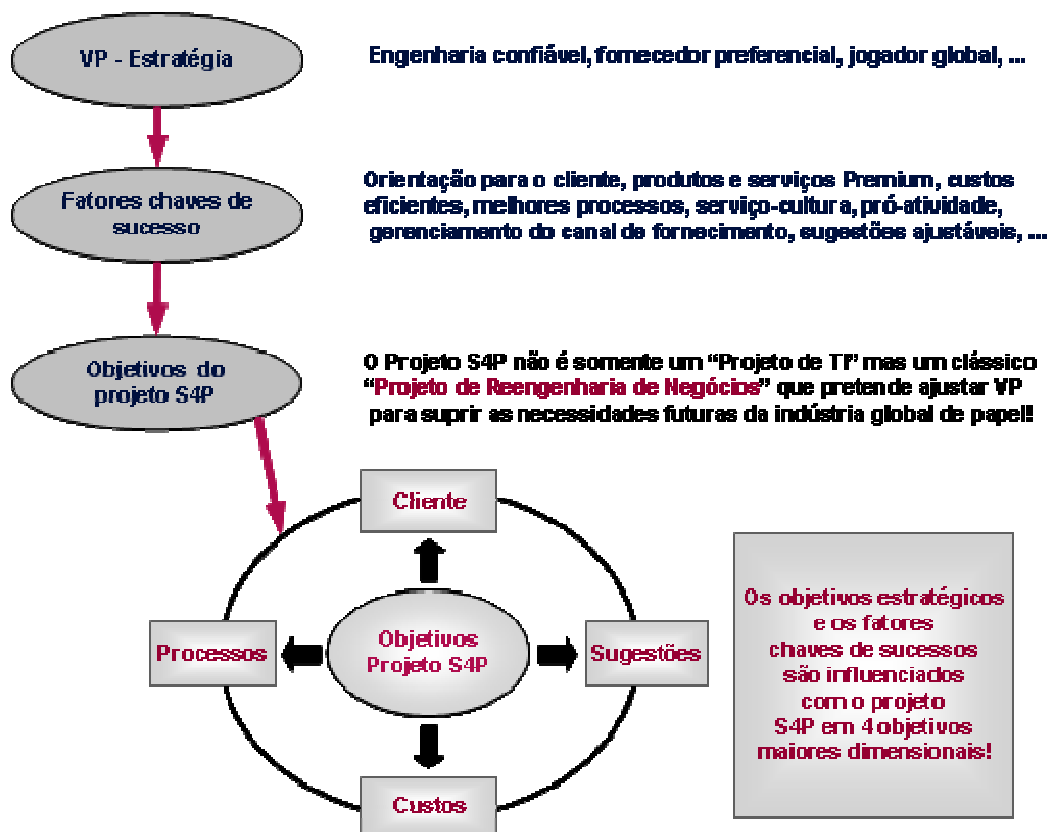 VP - Estratégia
Engenharia confiável, fornecedor preferencial, jogador global, ...
Fatores chaves de
sucesso
Orientação para o cliente, produtos e serviços Premium, custos
eficientes, melhores processos, serviço-cultura, pró-atividade,
gerenciamento do canal de fornecimento, sugestões ajustáveis, ...
Objetivos do
projeto S4P
O Projeto S4P não é somente um “Projeto de TI” mas um clássico
“Projeto de Reengenharia de Negócios” que pretende ajustar VP
para suprir as necessidades futuras da indústria global de papel!
Cliente
Processos
Objetivos
Projeto S4P
Sugestões
Custos
Os objetivos estratégicos
e os fatores
chaves de sucessos
são influenciados
com o projeto
S4P em 4 objetivos
maiores dimensionais!